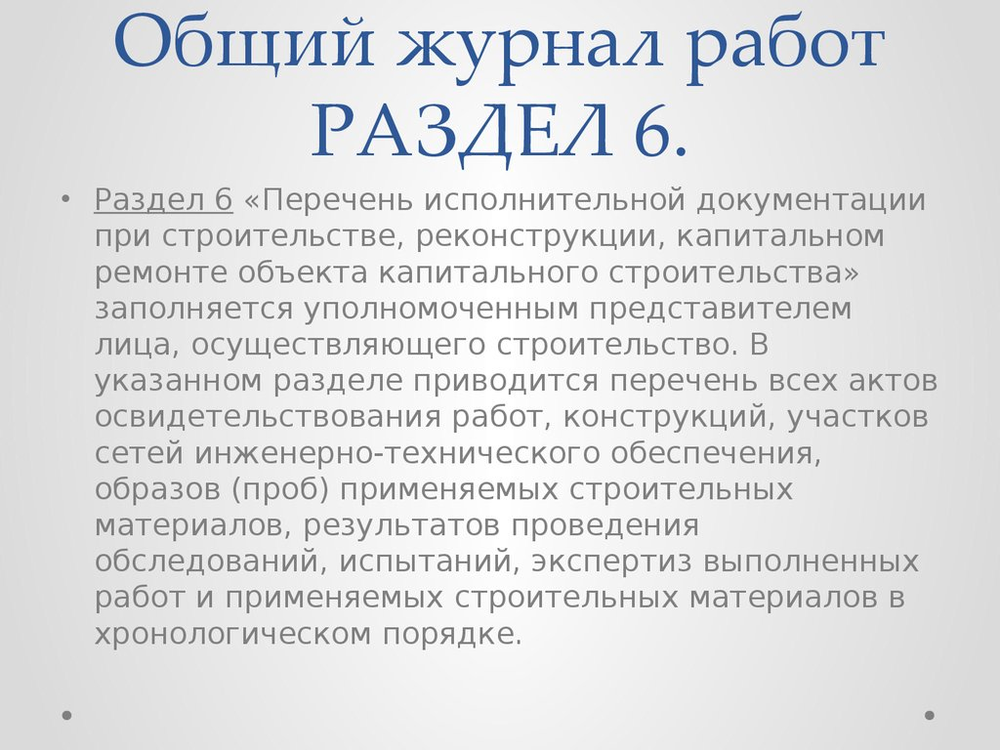 Общий журнал работ
РАЗДЕЛ 6.
• Раздел 6 «Перечень исполнительной документации
при строительстве, реконструкции, капитальном
ремонте объекта капитального строительства»
заполняется уполномоченным представителем
лица, осуществляющего строительство. В
указанном разделе приводится перечень всех актов
освидетельствования работ, конструкций, участков
сетей инженерно-технического обеспечения,
образов (проб) применяемых строительных
материалов, результатов проведения
обследований, испытаний, экспертиз выполненных
работ и применяемых строительных материалов в
хронологическом порядке.